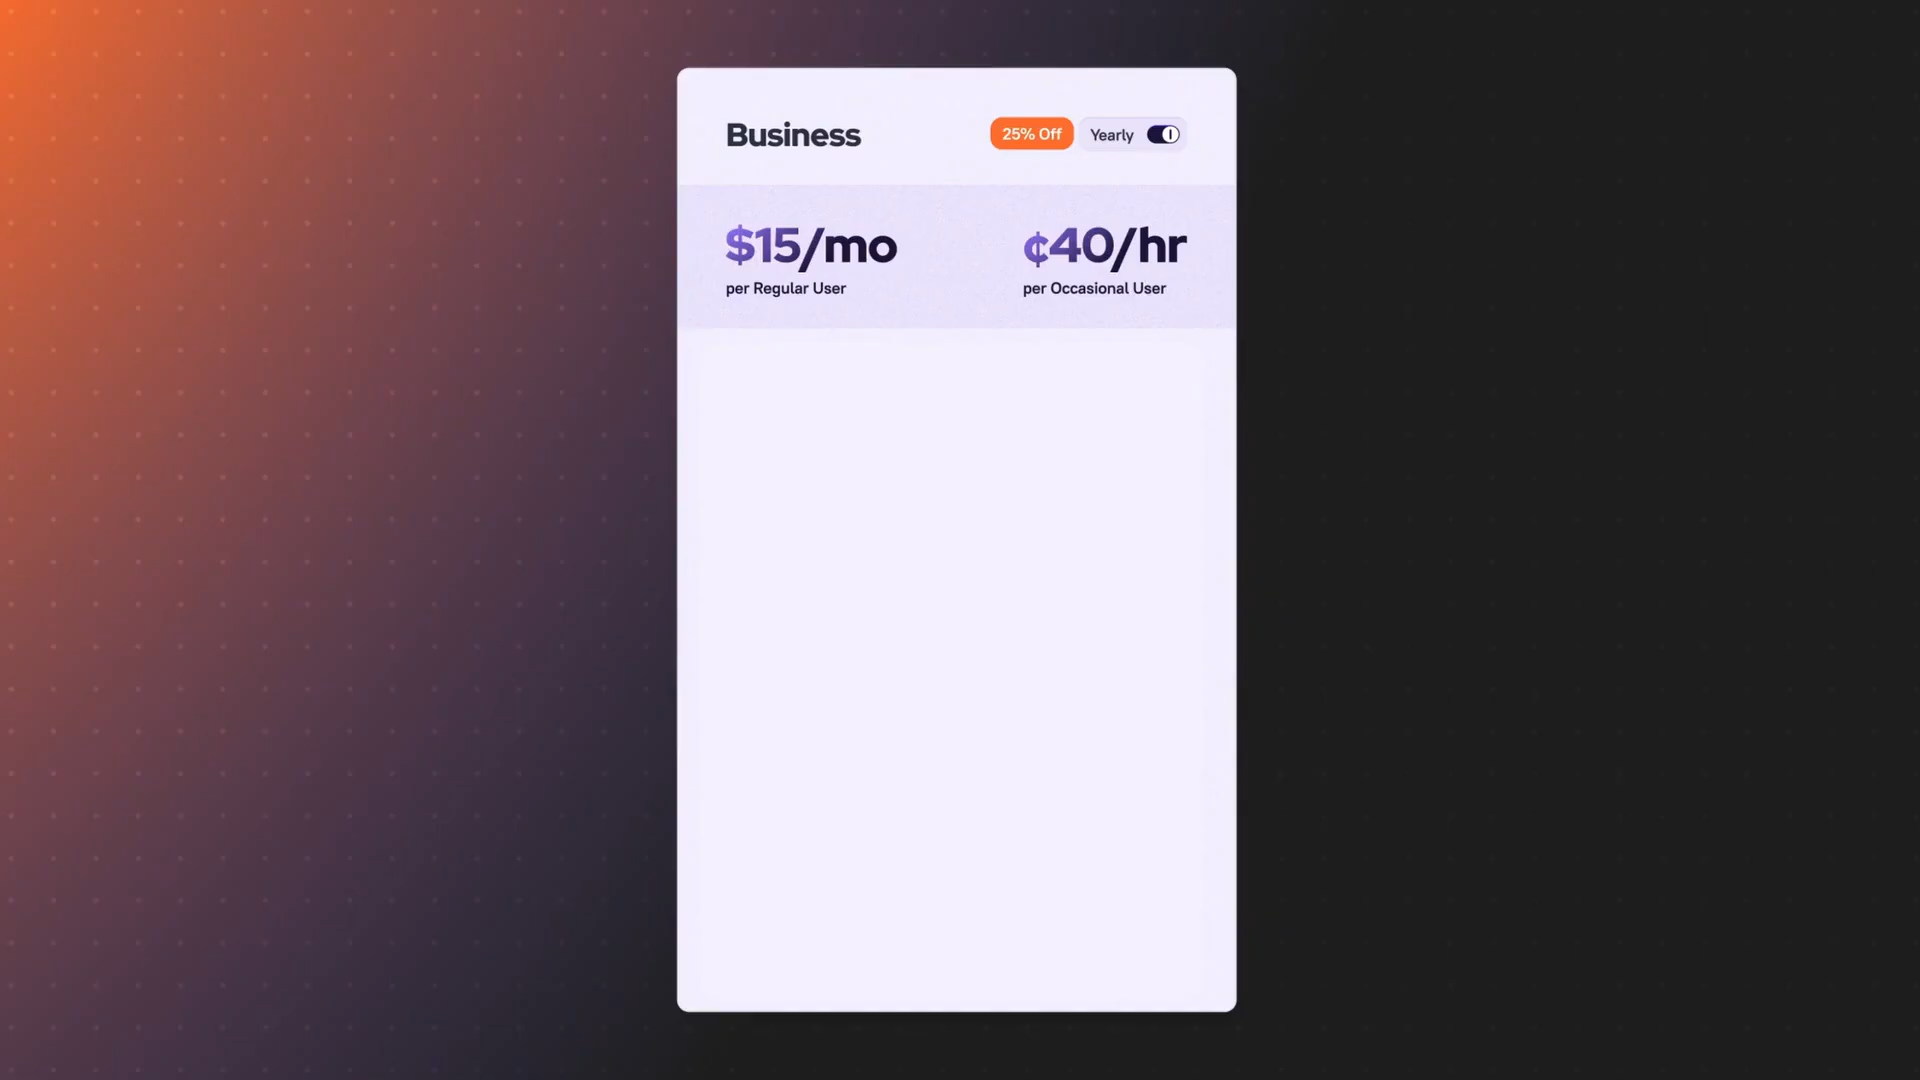 Business
25% Off
Yearly
$15/mo
¢40/hr
per Regular User
per Occasional User